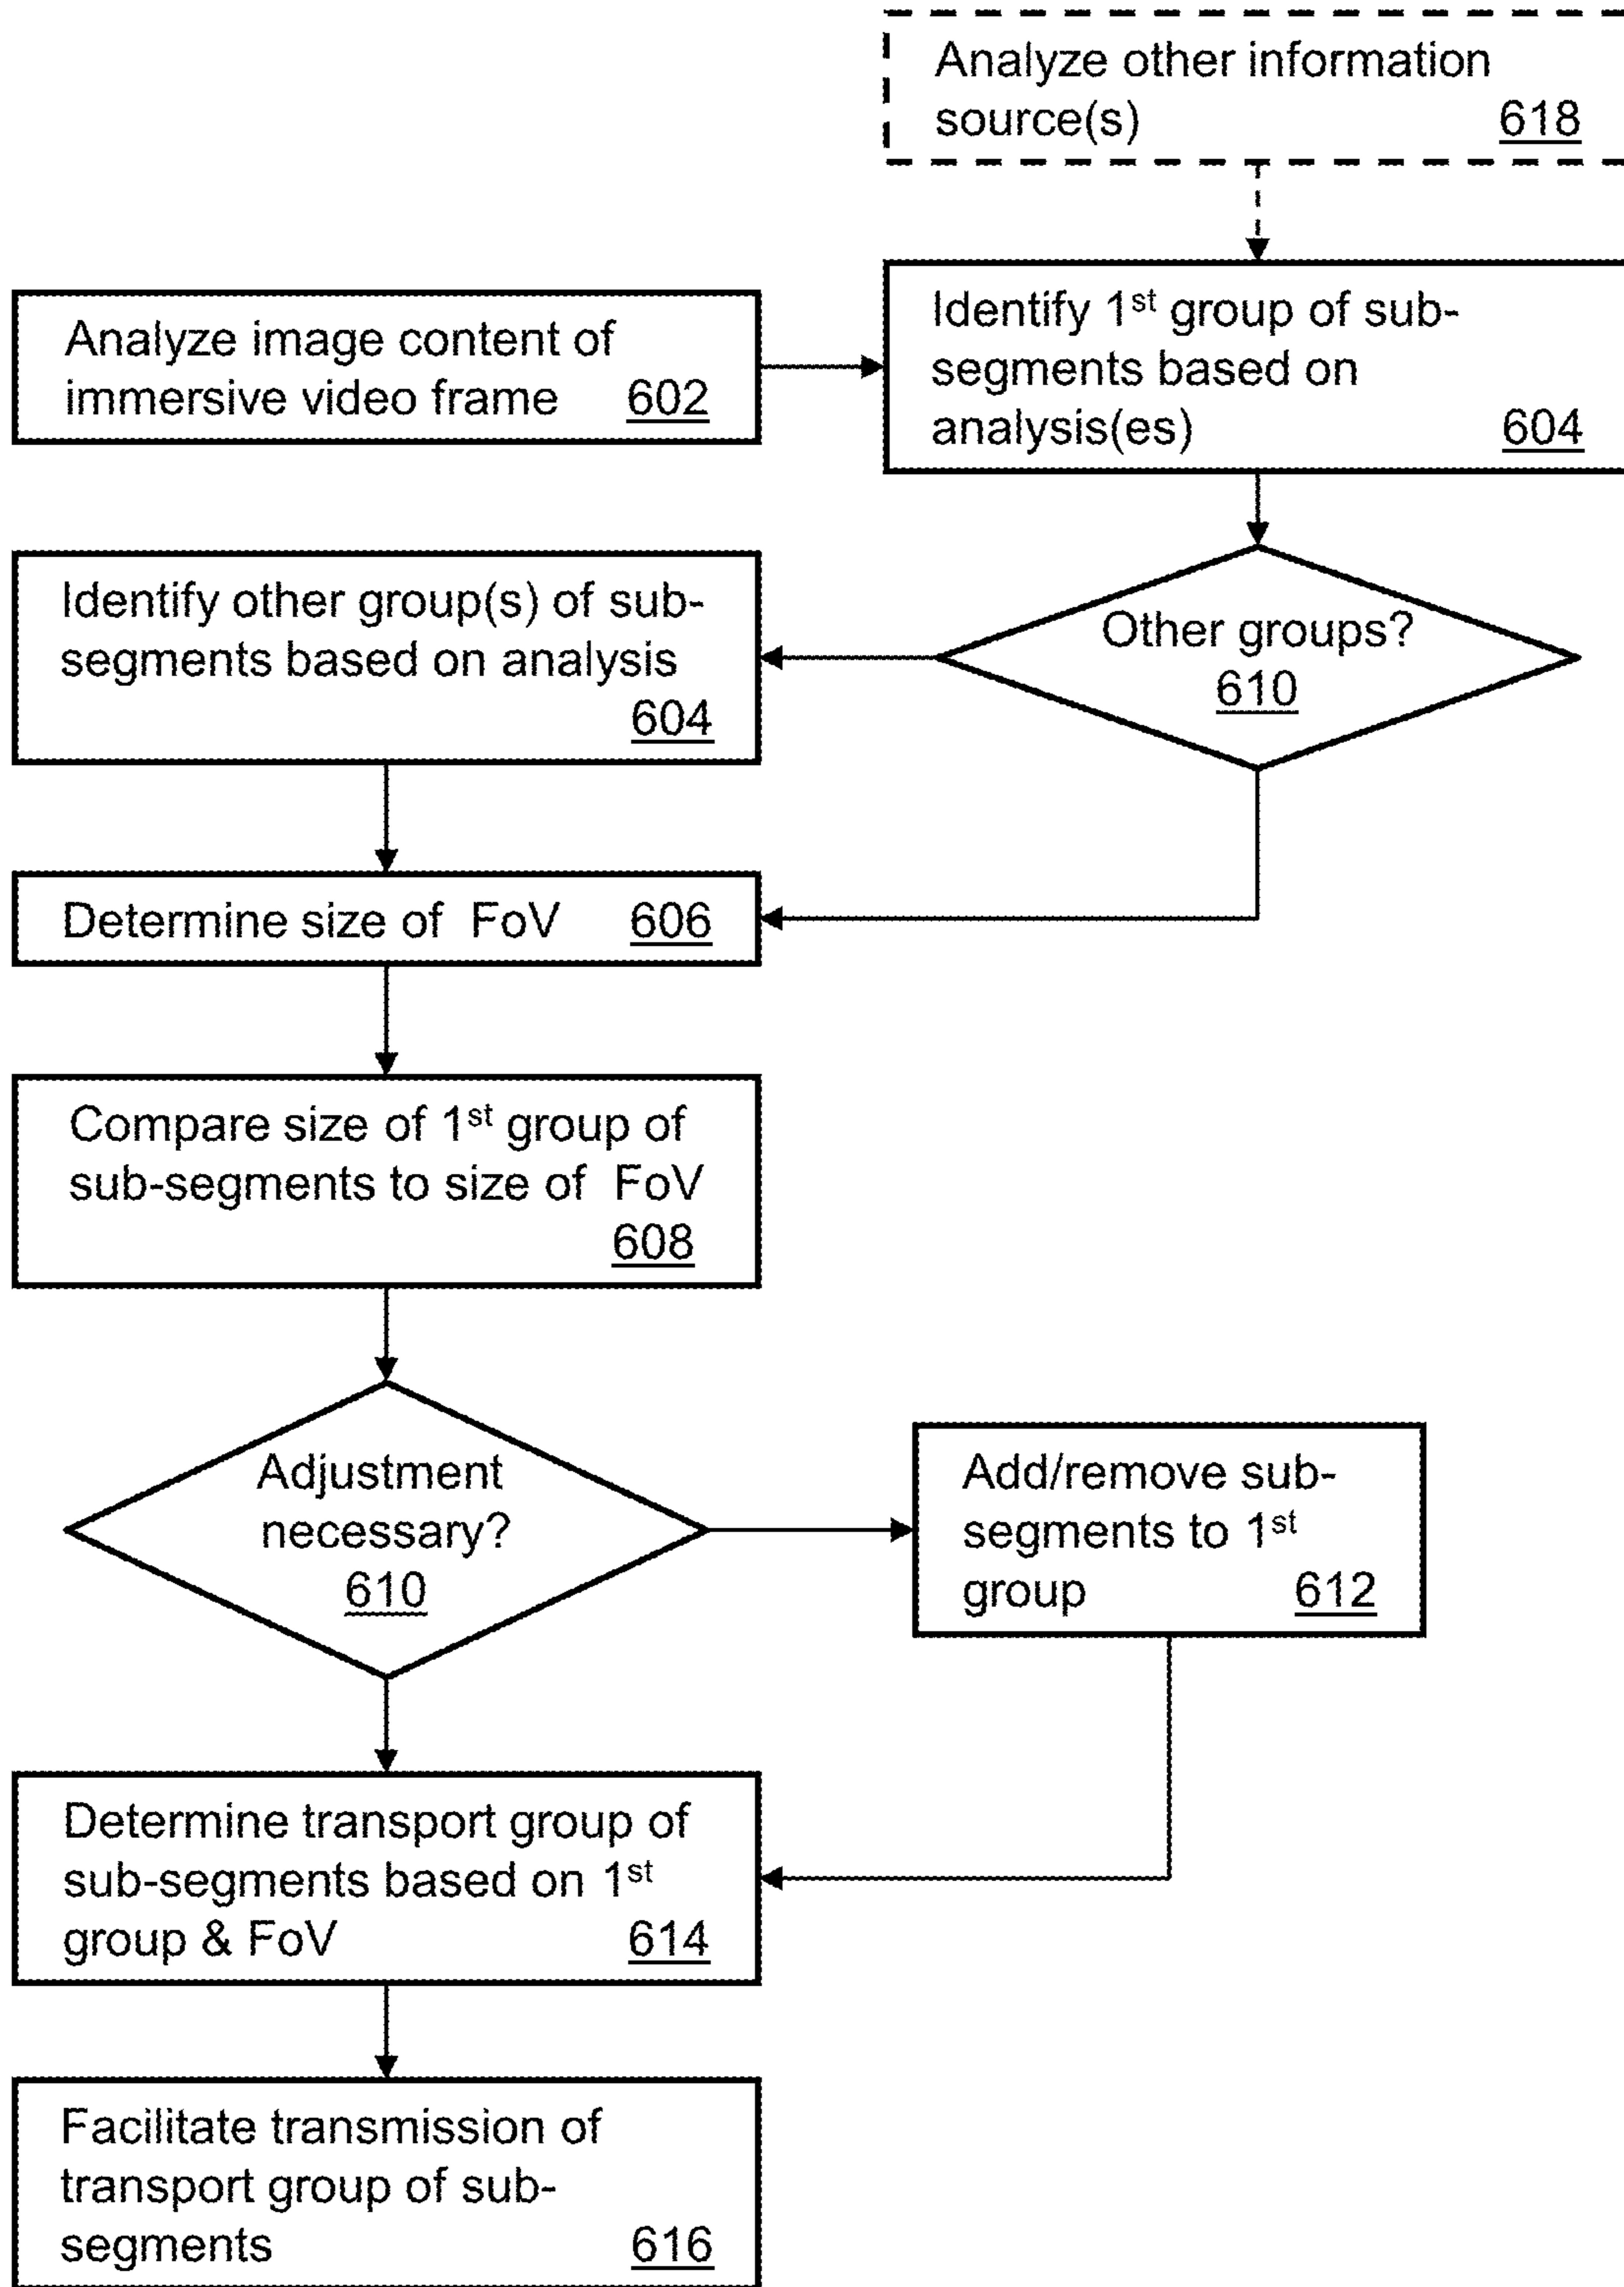 Analyze other information
source(s) 618
Analyze image content of
immersive video frame 602
Identify 1st group of sub-
segments based on
analysis(es) 604
Other groups?
610
Identify other group(s) of sub-
segments based on analysis
604
Determine size of FoV 606
Compare size of 1st group of
sub-segments to size of FoV
608
Adjustment
necessary?
610
Add/remove sub-
segments to 1st
group 612
Determine transport group of
sub-segments based on 1st
group & FoV 614
Facilitate transmission of
transport group of sub-
segments 616